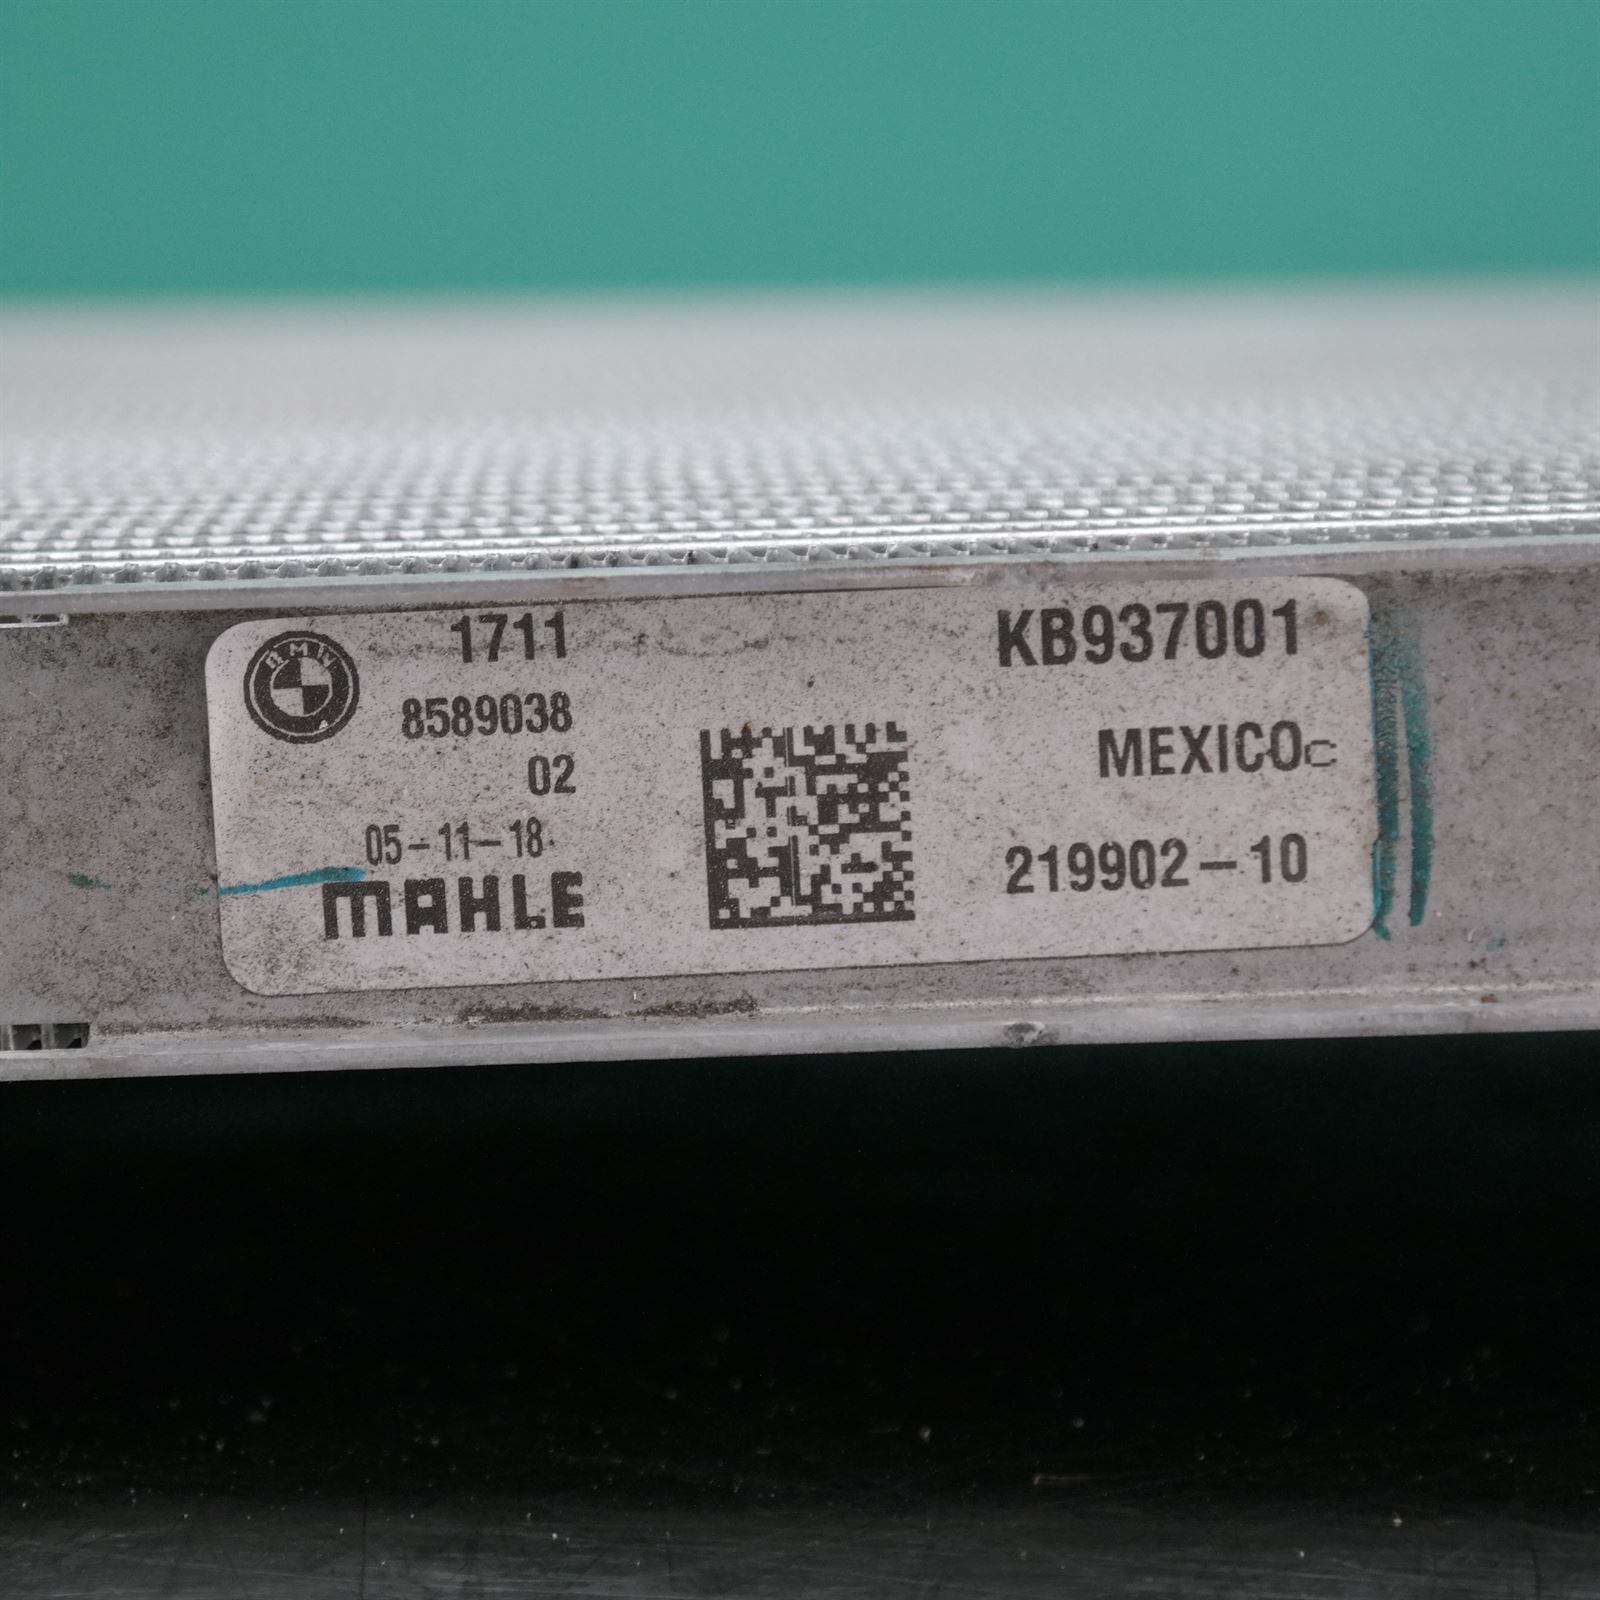 BMW
1711
8589038
02
05-11-18
MAHLE
KB937001
MEXICO C
219902-10